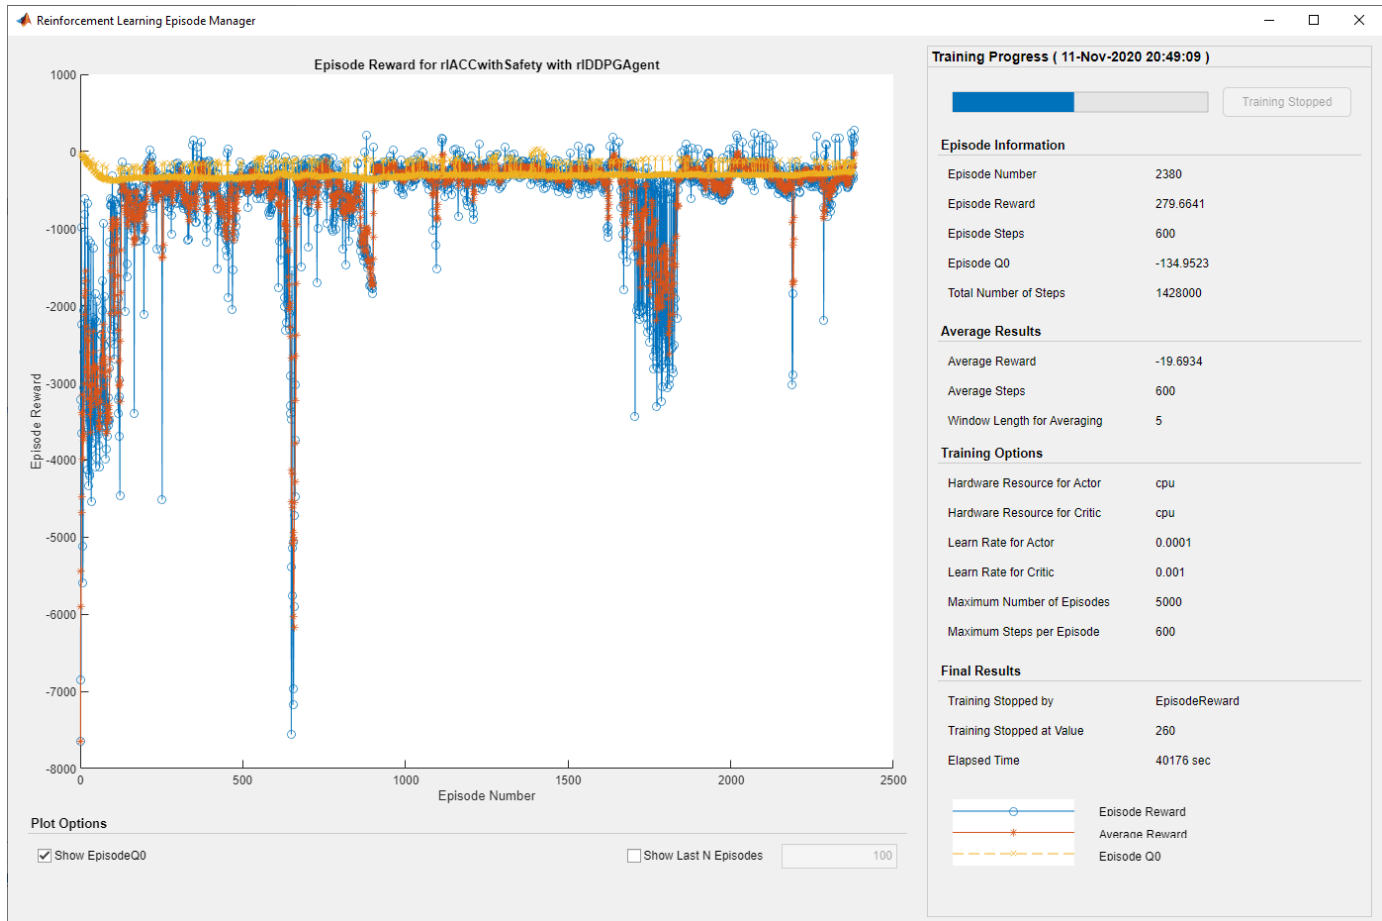 Reinforcement Learning Episode Manager
Episode Reward for rlACCwithSafety with rlDDPGAgent
1000
0
-1000
-2000
-3000
-4000
-5000
-6000
-7000
-8000
Episode Reward
0 500 1000 1500 2000 2500
Episode Number
Plot Options
Show EpisodeQ0
Show Last N Episodes 100
Training Progress ( 11-Nov-2020 20:49:09 )
Training Stopped
Episode Information
Episode Number 2380
Episode Reward 279.6641
Episode Steps 600
Episode Q0 -134.9523
Total Number of Steps 1428000
Average Results
Average Reward -19.6934
Average Steps 600
Window Length for Averaging 5
Training Options
Hardware Resource for Actor cpu
Hardware Resource for Critic cpu
Learn Rate for Actor 0.0001
Learn Rate for Critic 0.001
Maximum Number of Episodes 5000
Maximum Steps per Episode 600
Final Results
Training Stopped by EpisodeReward
Training Stopped at Value 260
Elapsed Time 40176 sec
Episode Reward
Average Reward
Episode Q0